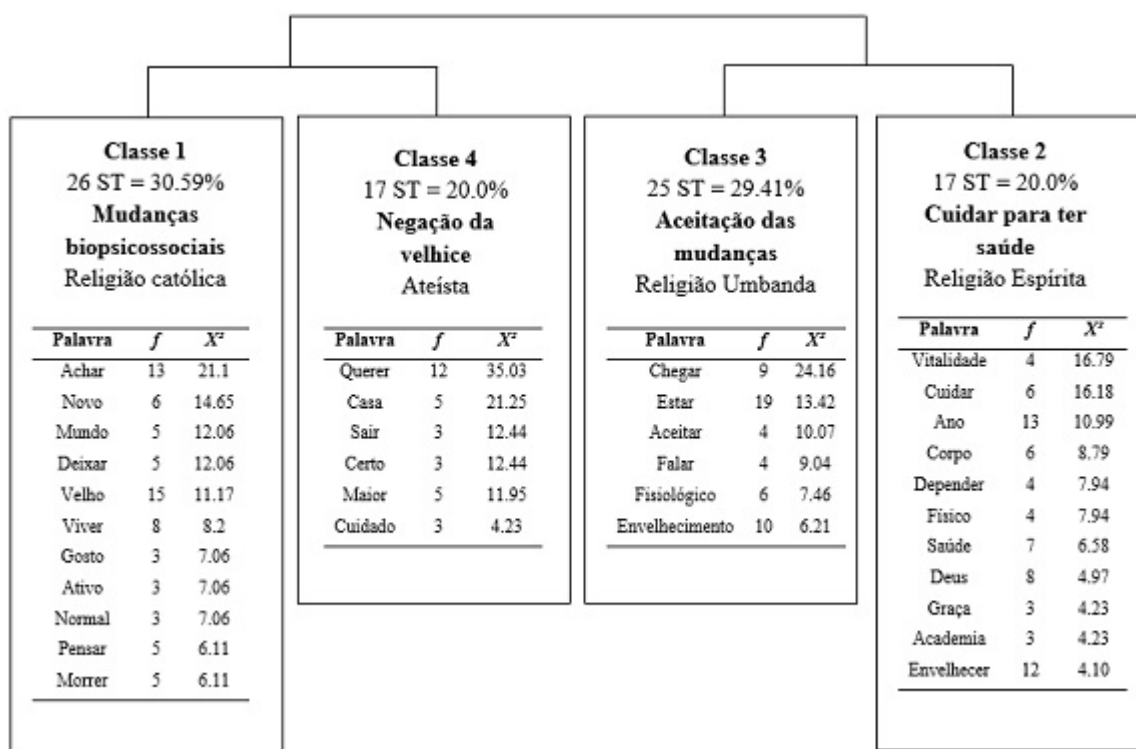 Classe 1
26 ST = 30.59%
Mudanças
biopsicossociais
Religião católica
Palavra f X²
Achar 13 21.1
Novo 6 14.65
Mundo 5 12.06
Deixar 5 12.06
Velho 15 11.17
Viver 8 8.2
Gosto 3 7.06
Ativo 3 7.06
Normal 3 7.06
Pensar 5 6.11
Morrer 5 6.11
Classe 4
17 ST = 20.0%
Negação da
velhice
Ateísta
Palavra f X²
Querer 12 35.03
Casa 5 21.25
Sair 3 12.44
Certo 3 12.44
Maior 5 11.95
Cuidado 3 4.23
Classe 3
25 ST = 29.41%
Aceitação das
mudanças
Religião Umbanda
Palavra f X²
Chegar 9 24.16
Estar 19 13.42
Aceitar 4 10.07
Falar 4 9.04
Fisiológico 6 7.46
Envelhecimento 10 6.21
Classe 2
17 ST = 20.0%
Cuidar para ter
saúde
Religião Espírita
Palavra f X²
Vitalidade 4 16.79
Cuidar 6 16.18
Ano 13 10.99
Corpo 6 8.79
Depender 4 7.94
Físico 4 7.94
Saúde 7 6.58
Deus 8 4.97
Graça 3 4.23
Academia 3 4.23
Envelhecer 12 4.10